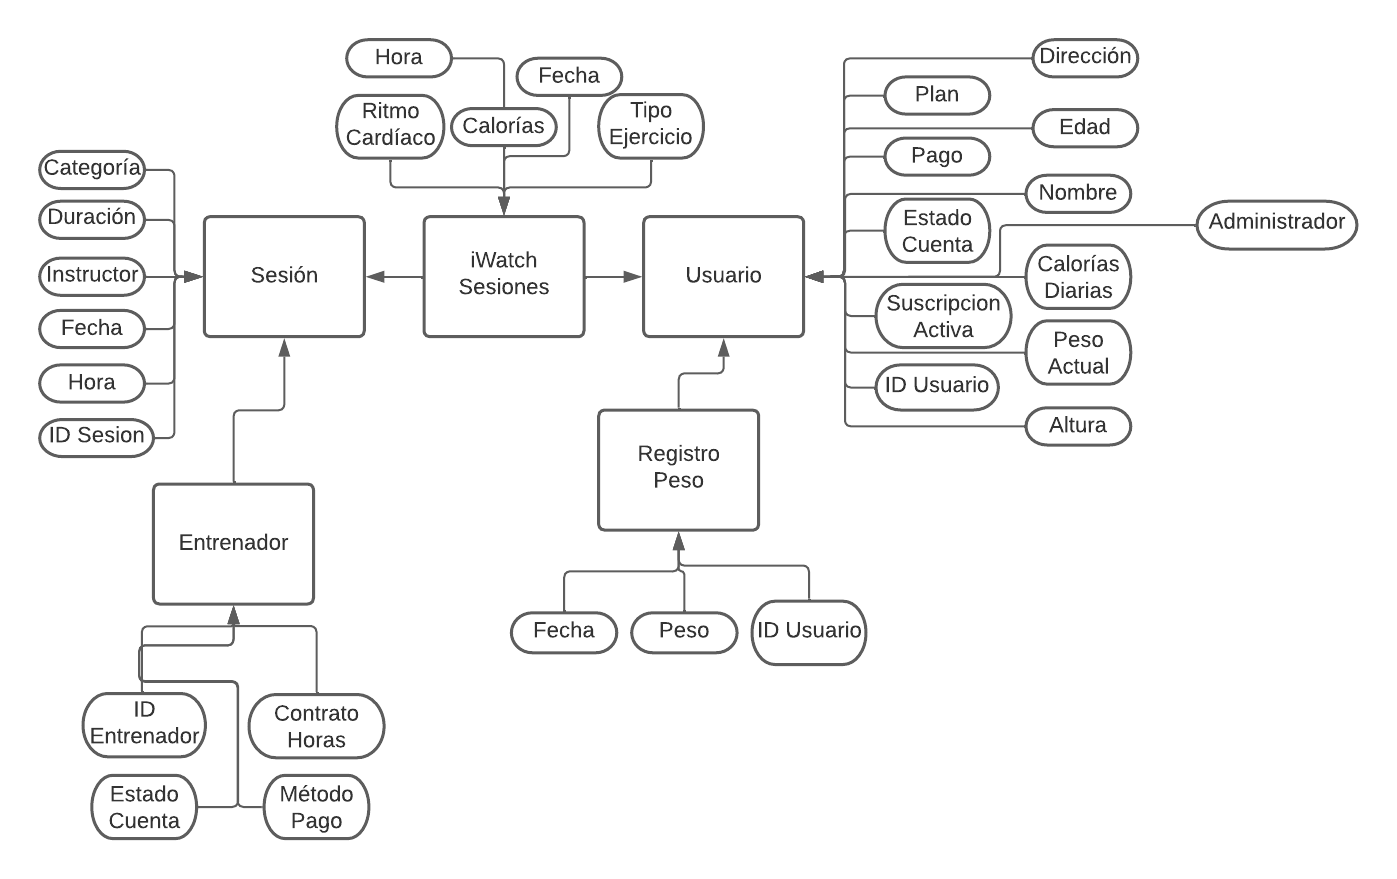 Hora
Fecha
Ritmo
Cardíaco
Calorías
Tipo
Ejercicio
Dirección
Plan
Edad
Pago
Nombre
Estado
Cuenta
Administrador
Calorías
Diarias
Suscripcion
Activa
Peso
Actual
ID Usuario
Altura
Categoría
Duración
Instructor
Fecha
Hora
ID Sesion
Sesión
iWatch
Sesiones
Usuario
Registro
Peso
Entrenador
Fecha
Peso
ID Usuario
ID
Entrenador
Contrato
Horas
Estado
Cuenta
Método
Pago